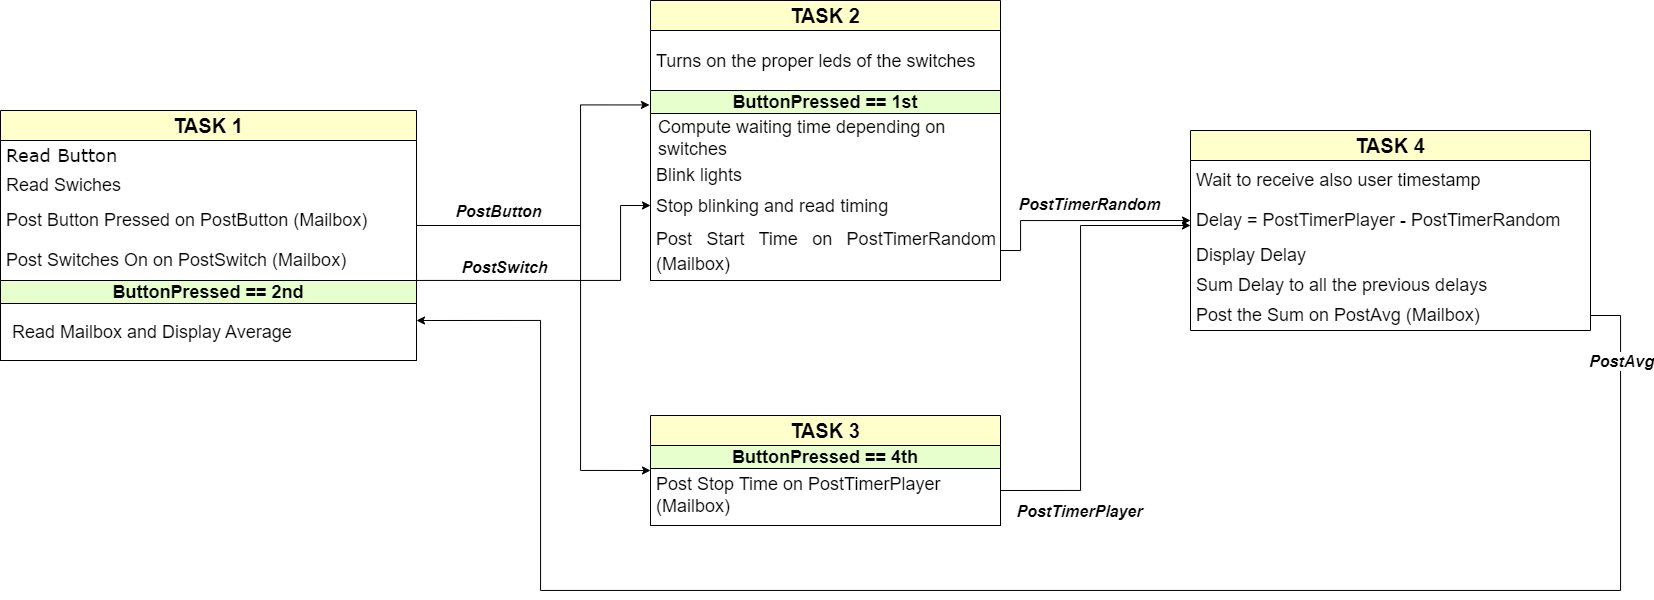 TASK 1
Read Button
Read Swiches
Post Button Pressed on PostButton (Mailbox)
Post Switches On on PostSwitch (Mailbox)
ButtonPressed == 2nd
Read Mailbox and Display Average
PostButton
PostSwitch
TASK 2
Turns on the proper leds of the switches
ButtonPressed == 1st
Compute waiting time depending on
switches
Blink lights
Stop blinking and read timing
Post Start Time on PostTimerRandom
(Mailbox)
TASK 3
ButtonPressed == 4th
Post Stop Time on PostTimerPlayer
(Mailbox)
PostTimerRandom
PostTimerPlayer
TASK 4
Wait to receive also user timestamp
Delay = PostTimerPlayer - PostTimerRandom
Display Delay
Sum Delay to all the previous delays
Post the Sum on PostAvg (Mailbox)
PostAvg